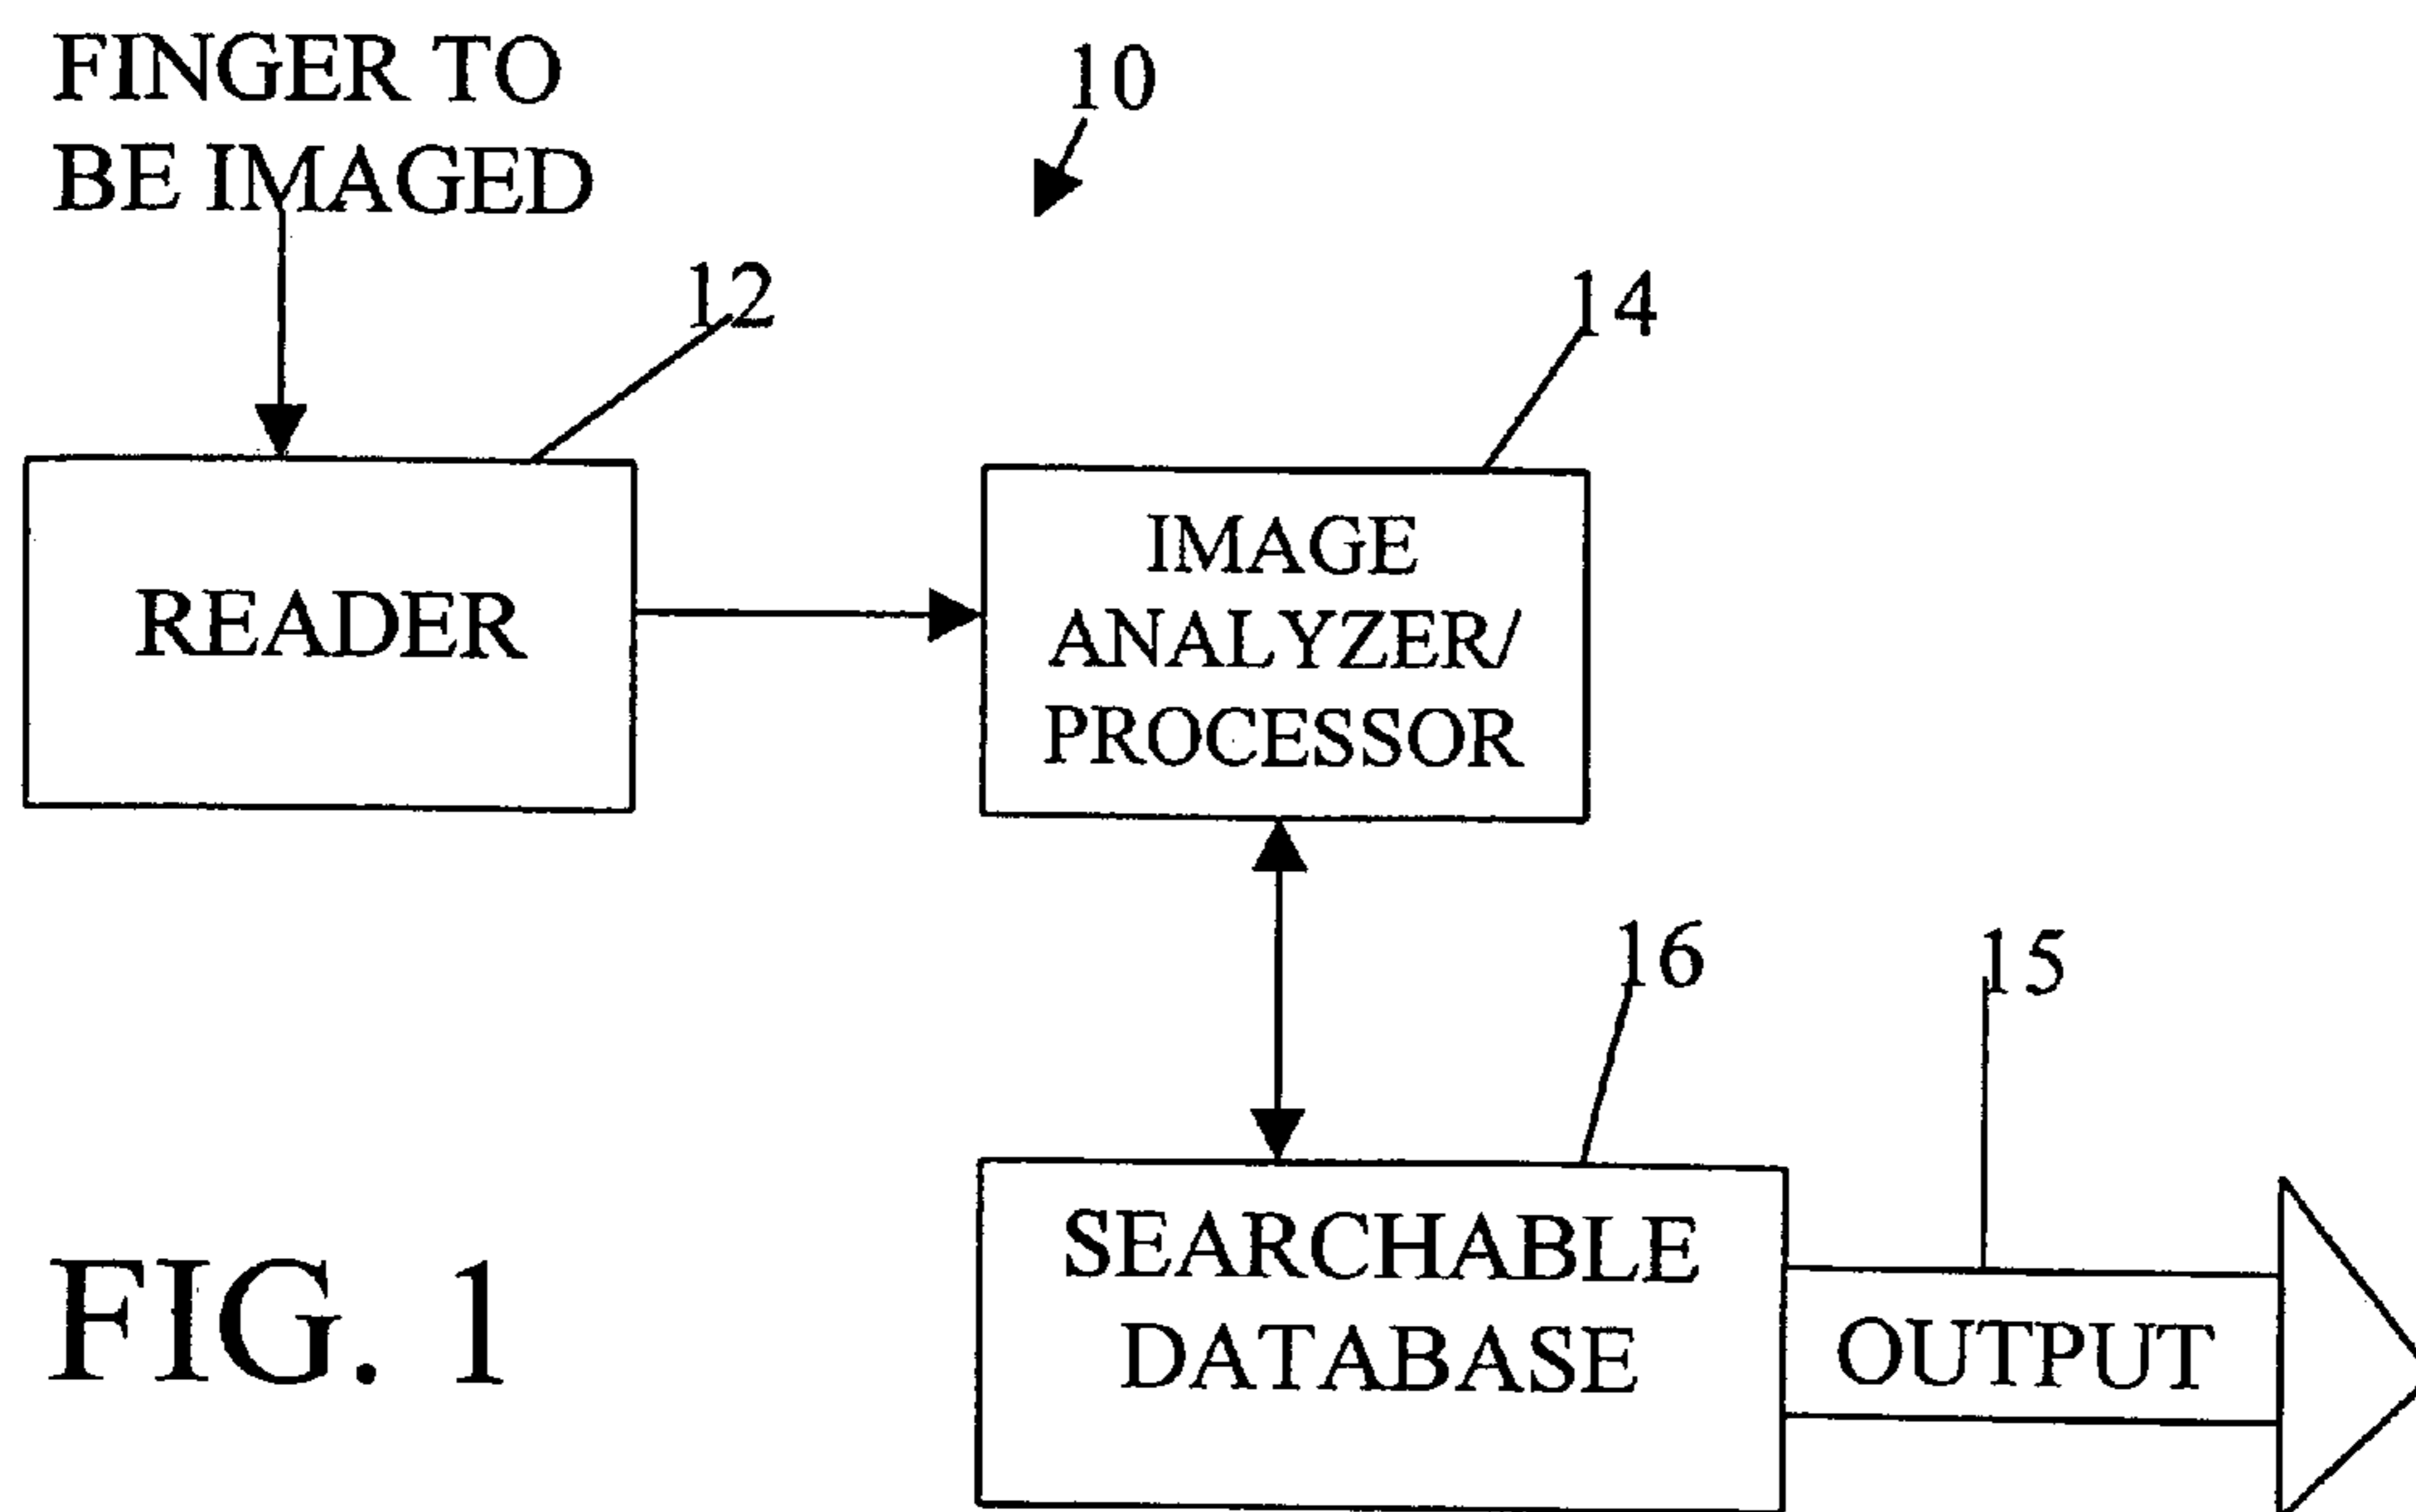 FINGER TO
BE IMAGED
10
12
14
READER
IMAGE
ANALYZER/
PROCESSOR
16
15
SEARCHABLE
DATABASE
OUTPUT
FIG. 1